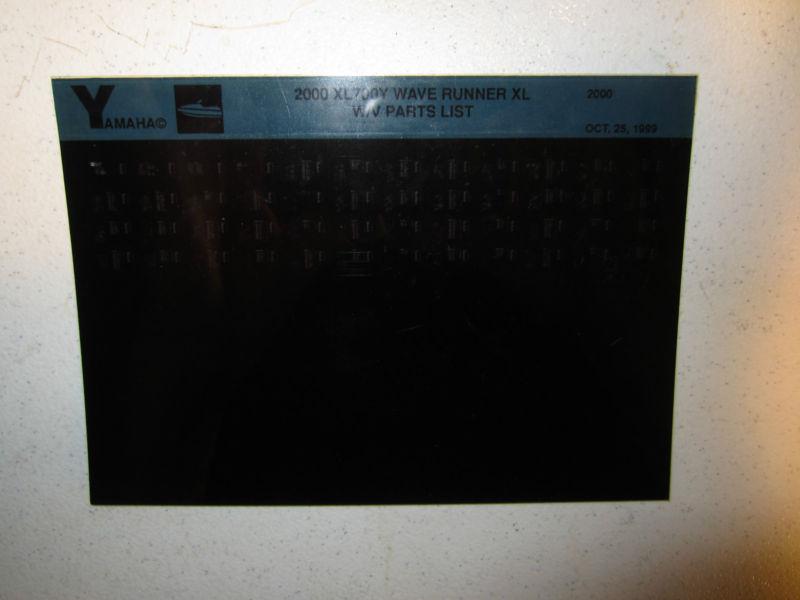 YAMAHA©
2000 XL700Y WAVE RUNNER XL
W/V PARTS LIST
2000
OCT. 25, 1999